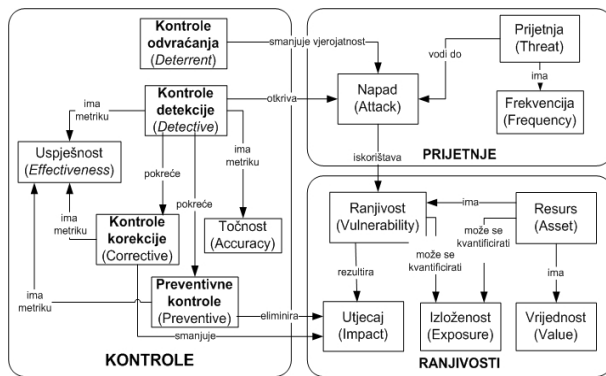 Kontrole
odvraćanja
(Deterrent)
smanjuje vjerojatnost
Prijetnja
(Threat)
vodi do
ima
Kontrole
detekcije
(Detective)
otkriva
Napad
(Attack)
Frekvencija
(Frequency)
ima
metriku
Uspješnost
(Effectiveness)
ima
metriku
iskorištava
PRIJETNJE
pokreće
ima
metriku
Kontrole
korekcije
(Corrective)
pokreće
Točnost
(Accuracy)
Ranjivost
(Vulnerability)
ima
Resurs
(Asset)
može se
kvantificirati
može se
kvantificirati
rezultira
ima
ima
metriku
Preventivne
kontrole
(Preventive)
eliminira
smanjuje
Utjecaj
(Impact)
Izloženost
(Exposure)
Vrijednost
(Value)
KONTROLE
RANJIVOSTI